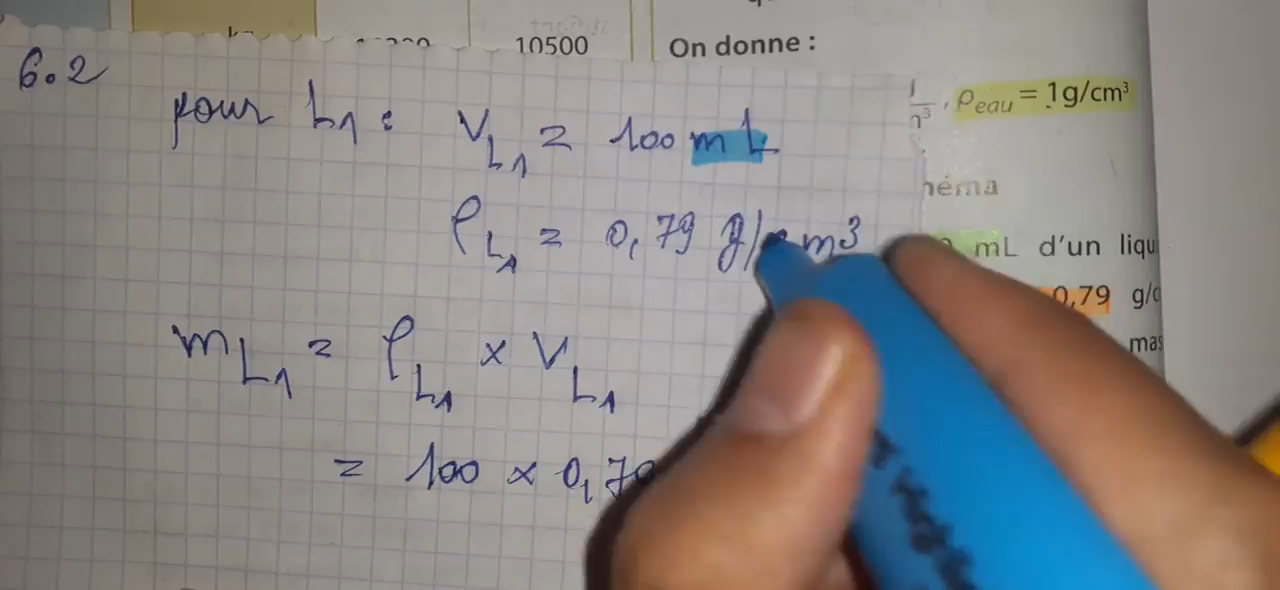 10500
On donne :
6.2
pour L1 : VL1 = 100 mL
ρeau = 1g/cm³
ρL1 = 0,79 g/cm³
mL d'un liqu
0,79 g/c
mL1 = ρL1 × VL1
mas
= 100 × 0,79